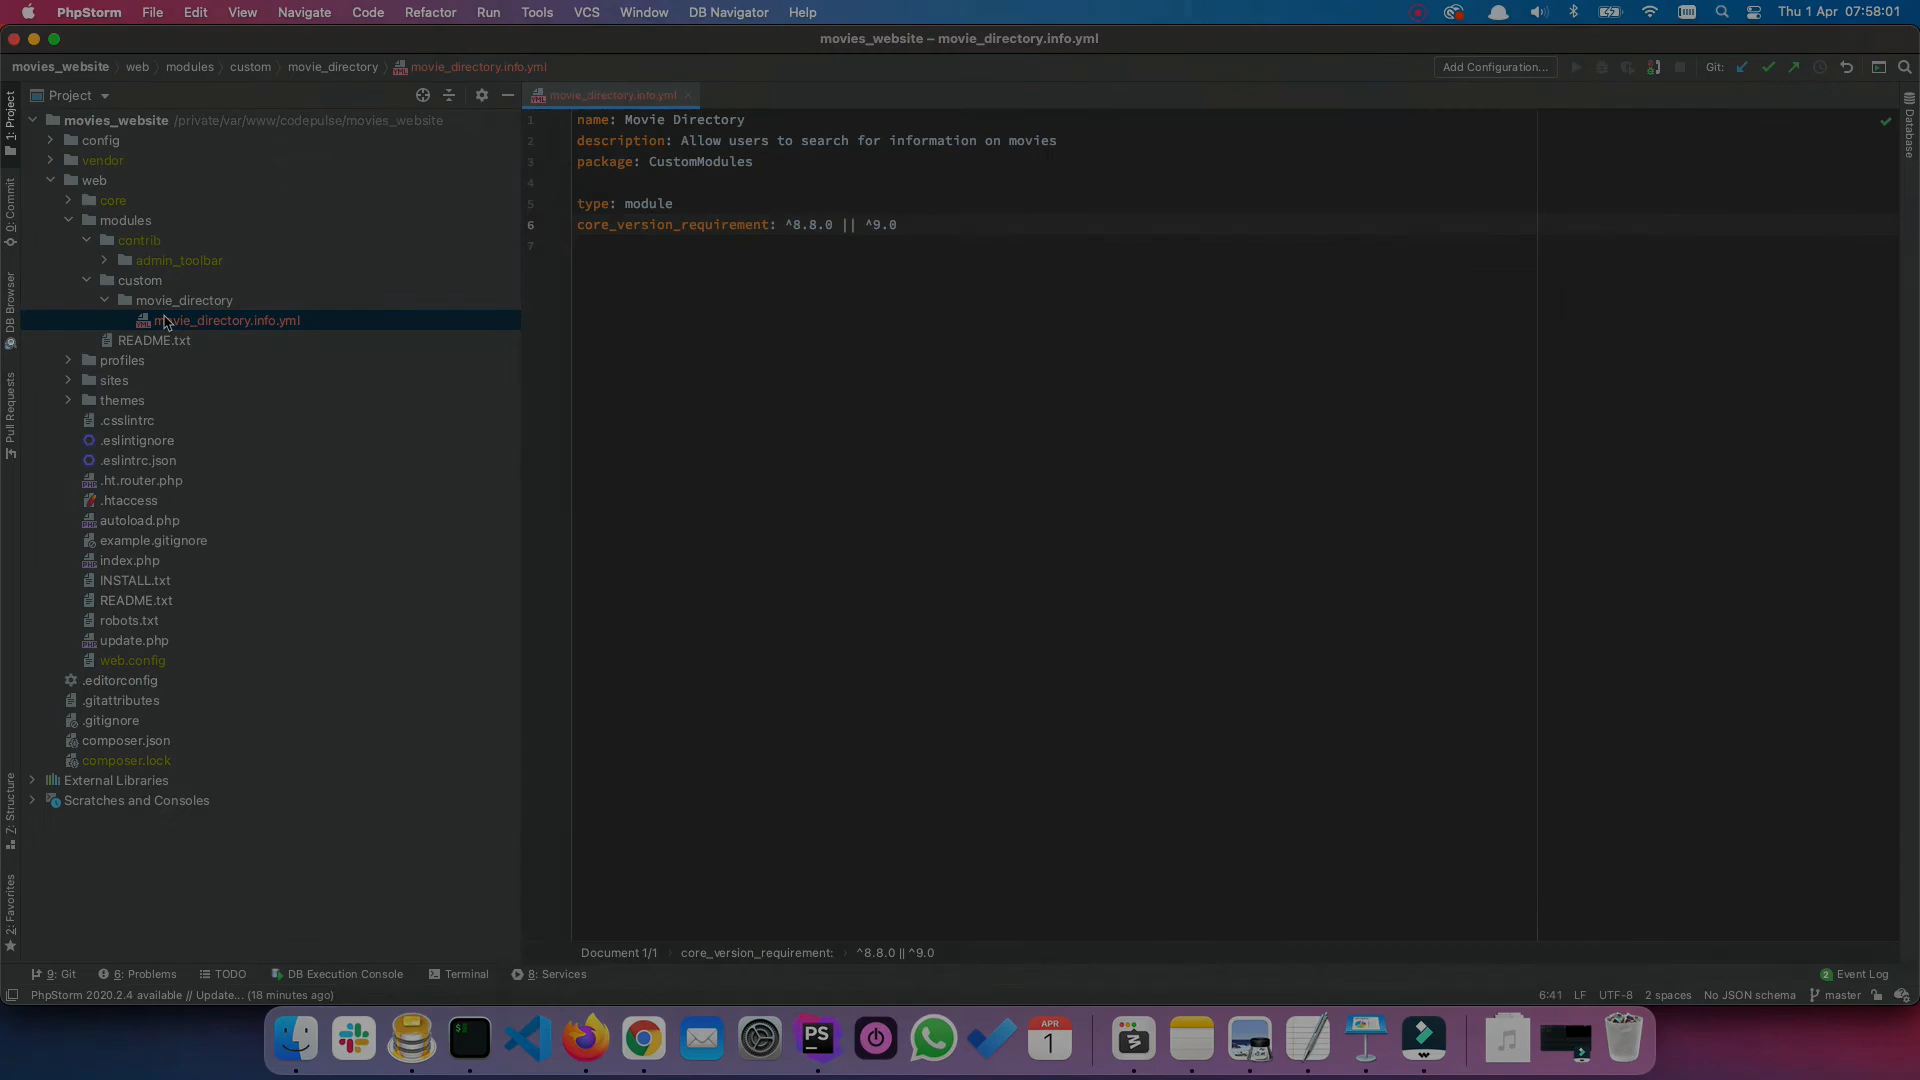 PhpStorm File Edit View Navigate Code Refactor Run Tools VCS Window DB Navigator Help Thu 1 Apr 07:58:01
movies_website – movie_directory.info.yml
movies_website web modules custom movie_directory movie_directory.info.yml Add Configuration... Git:
Project
movie_directory.info.yml
movies_website /private/var/www/codepulse/movies_website
config
vendor
web
core
modules
contrib
admin_toolbar
custom
movie_directory
movie_directory.info.yml
README.txt
profiles
sites
themes
.csslintrc
.eslintignore
.eslintrc.json
.ht.router.php
.htaccess
autoload.php
example.gitignore
index.php
INSTALL.txt
README.txt
robots.txt
update.php
web.config
.editorconfig
.gitattributes
.gitignore
composer.json
composer.lock
External Libraries
Scratches and Consoles
1: Project
0: Commit
DB Browser
Pull Requests
Z: Structure
2: Favorites
1 name: Movie Directory
2 description: Allow users to search for information on movies
3 package: CustomModules
4
5 type: module
6 core_version_requirement: ^8.8.0 || ^9.0
7
Database
Document 1/1 core_version_requirement: ^8.8.0 || ^9.0
9: Git 6: Problems TODO DB Execution Console Terminal 8: Services 2 Event Log
PhpStorm 2020.2.4 available // Update... (18 minutes ago) 6:41 LF UTF-8 2 spaces No JSON schema master
PS
APR
1